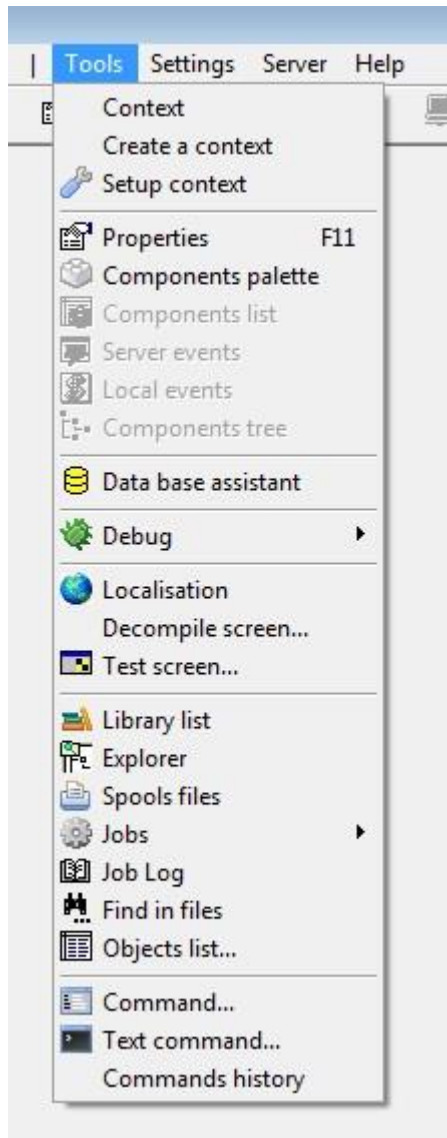 | Tools Settings Server Help
Context
Create a context
Setup context
Properties F11
Components palette
Components list
Server events
Local events
Components tree
Data base assistant
Debug
Localisation
Decompile screen...
Test screen...
Library list
Explorer
Spools files
Jobs
Job Log
Find in files
Objects list...
Command...
Text command...
Commands history